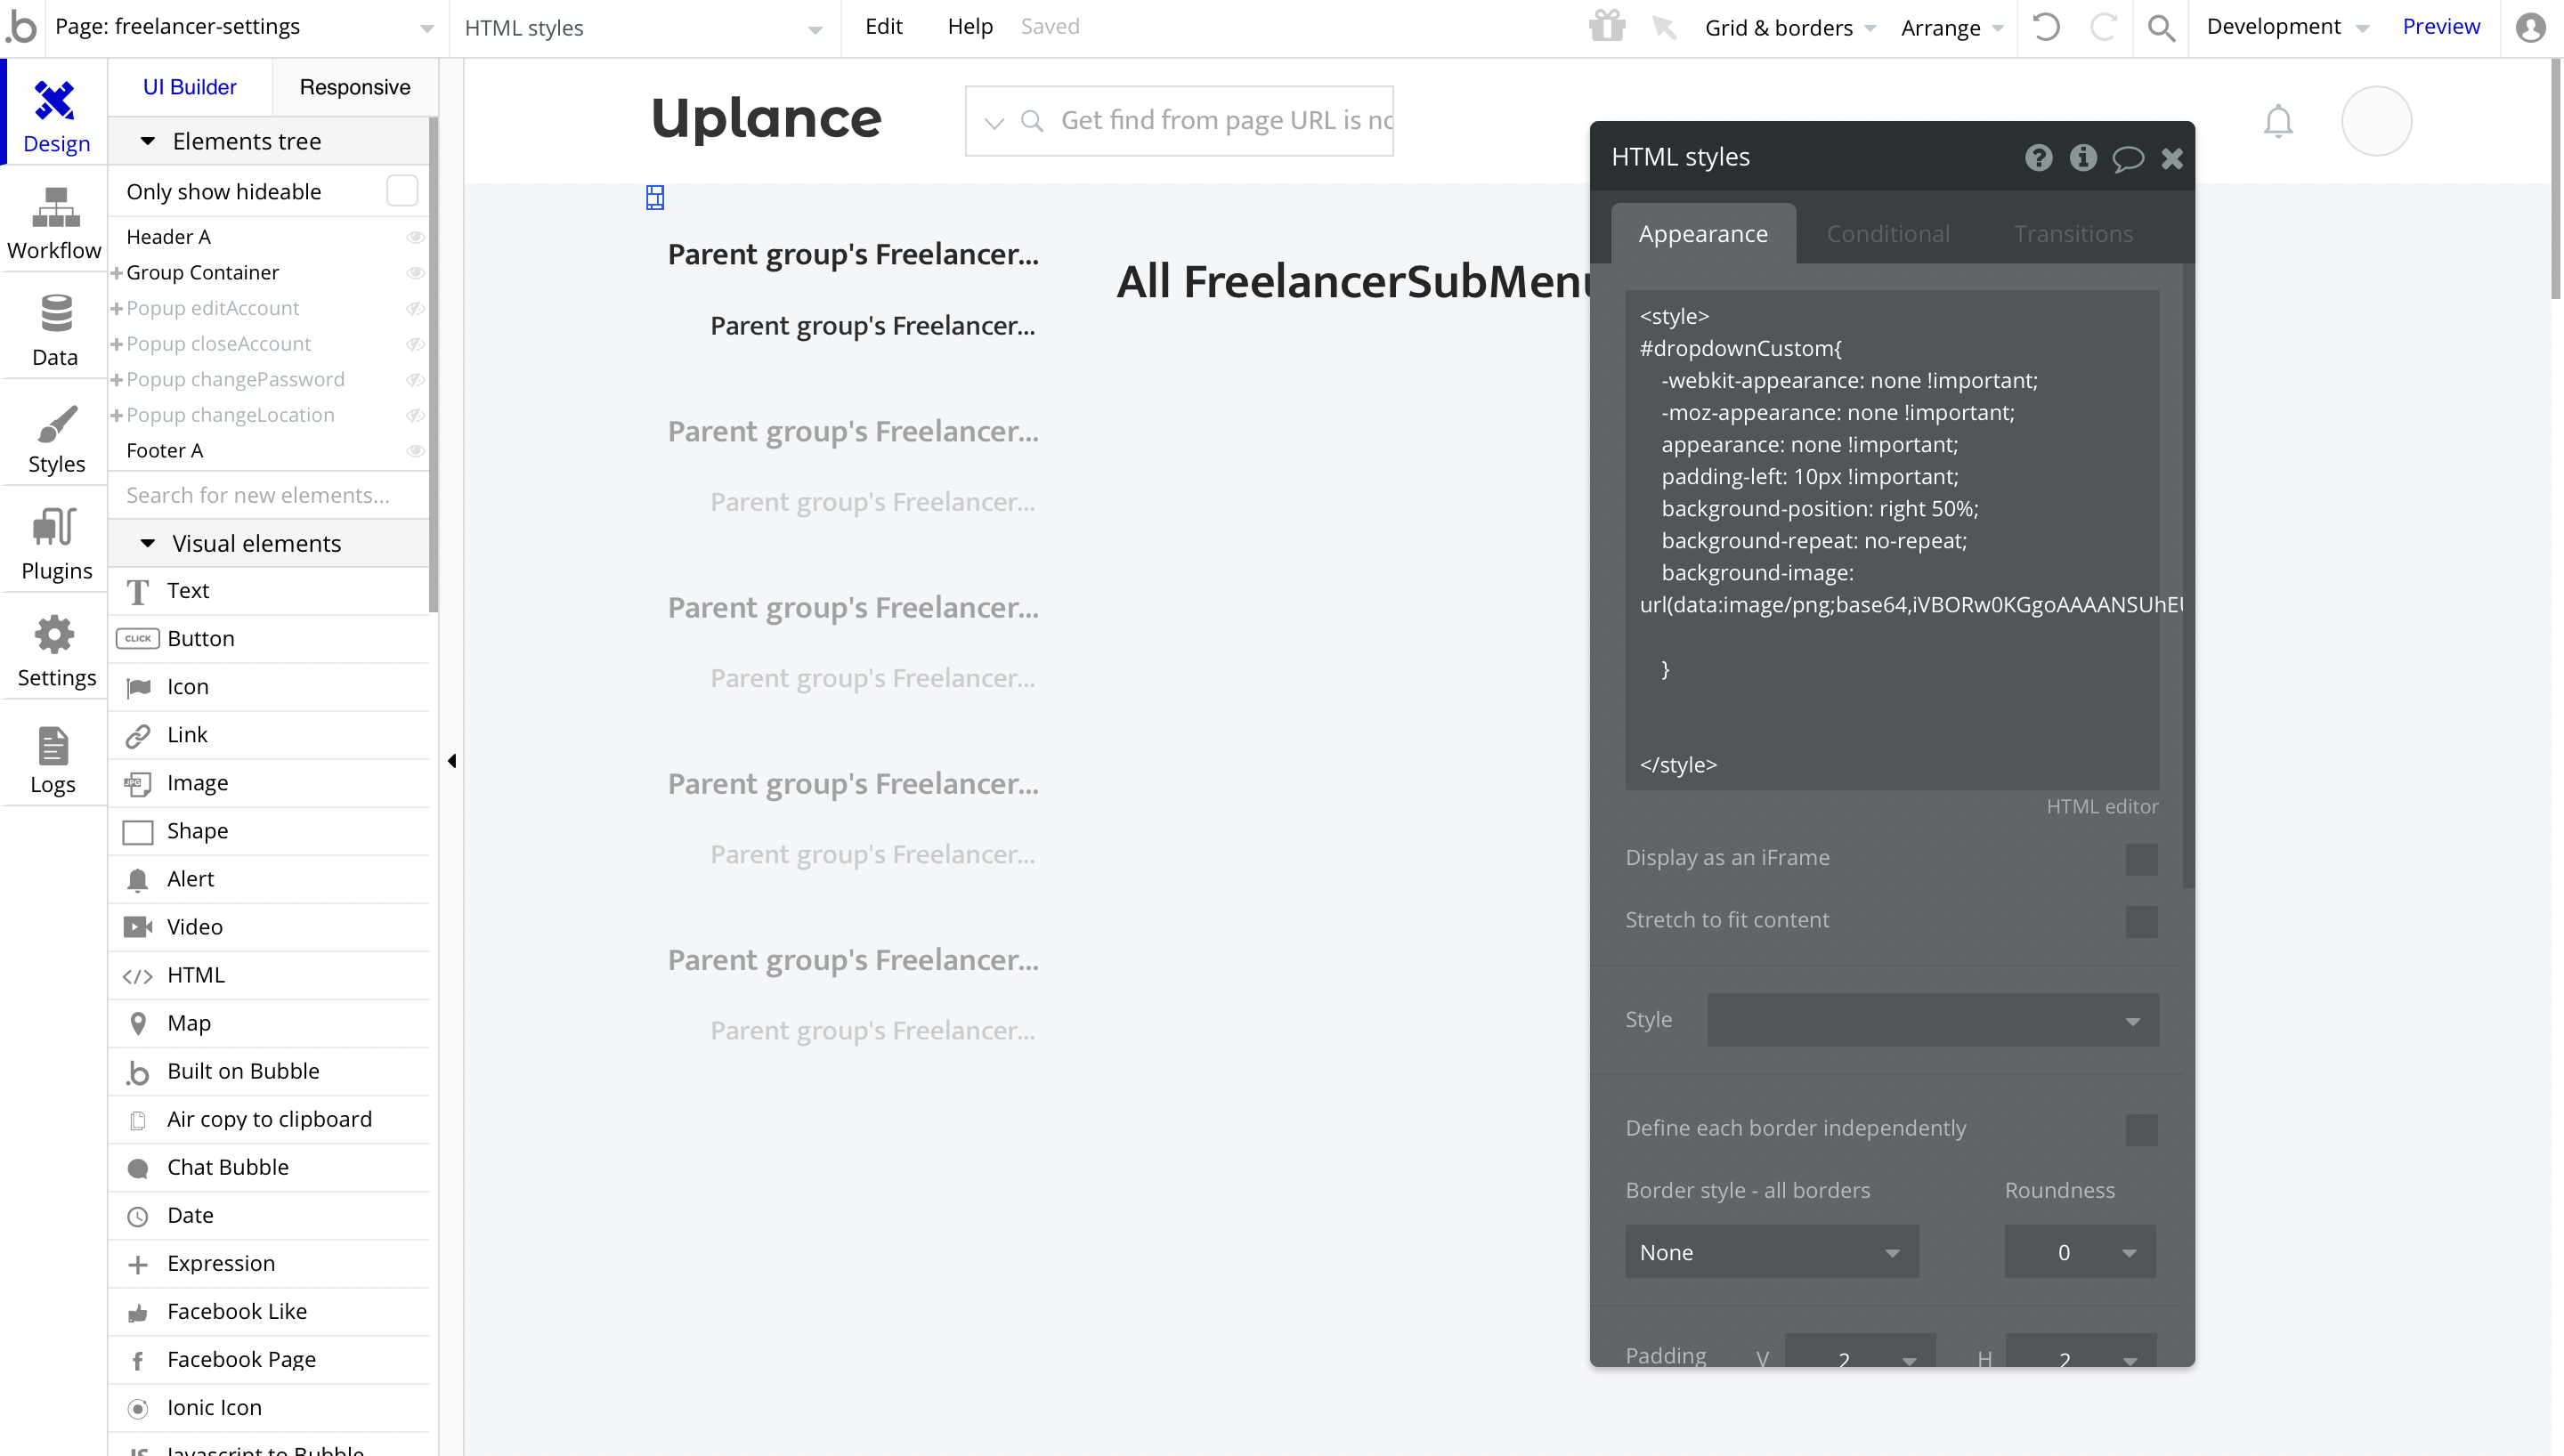 .b
Page: freelancer-settings
HTML styles
Edit
Help
Saved
Grid & borders
Arrange
Development
Preview
Design
Workflow
Data
Styles
Plugins
Settings
Logs
UI Builder
Responsive
Elements tree
Only show hideable
Header A
Group Container
Popup editAccount
Popup closeAccount
Popup changePassword
Popup changeLocation
Footer A
Search for new elements...
Visual elements
Text
CLICK Button
Icon
Link
Image
Shape
Alert
Video
</> HTML
Map
.b Built on Bubble
Air copy to clipboard
Chat Bubble
Date
Expression
Facebook Like
f Facebook Page
Ionic Icon
Javascript to Bubble
Uplance
Get find from page URL is nc
Parent group's Freelancer...
Parent group's Freelancer...
Parent group's Freelancer...
Parent group's Freelancer...
Parent group's Freelancer...
Parent group's Freelancer...
Parent group's Freelancer...
Parent group's Freelancer...
Parent group's Freelancer...
Parent group's Freelancer...
All FreelancerSubMenu
HTML styles
Appearance
Conditional
Transitions
<style>
#dropdownCustom{
-webkit-appearance: none !important;
-moz-appearance: none !important;
appearance: none !important;
padding-left: 10px !important;
background-position: right 50%;
background-repeat: no-repeat;
background-image:
url(data:image/png;base64,iVBORw0KGgoAAAANSUhEU
}
</style>
HTML editor
Display as an iFrame
Stretch to fit content
Style
Define each border independently
Border style - all borders
Roundness
None
0
Padding V 2 H 2